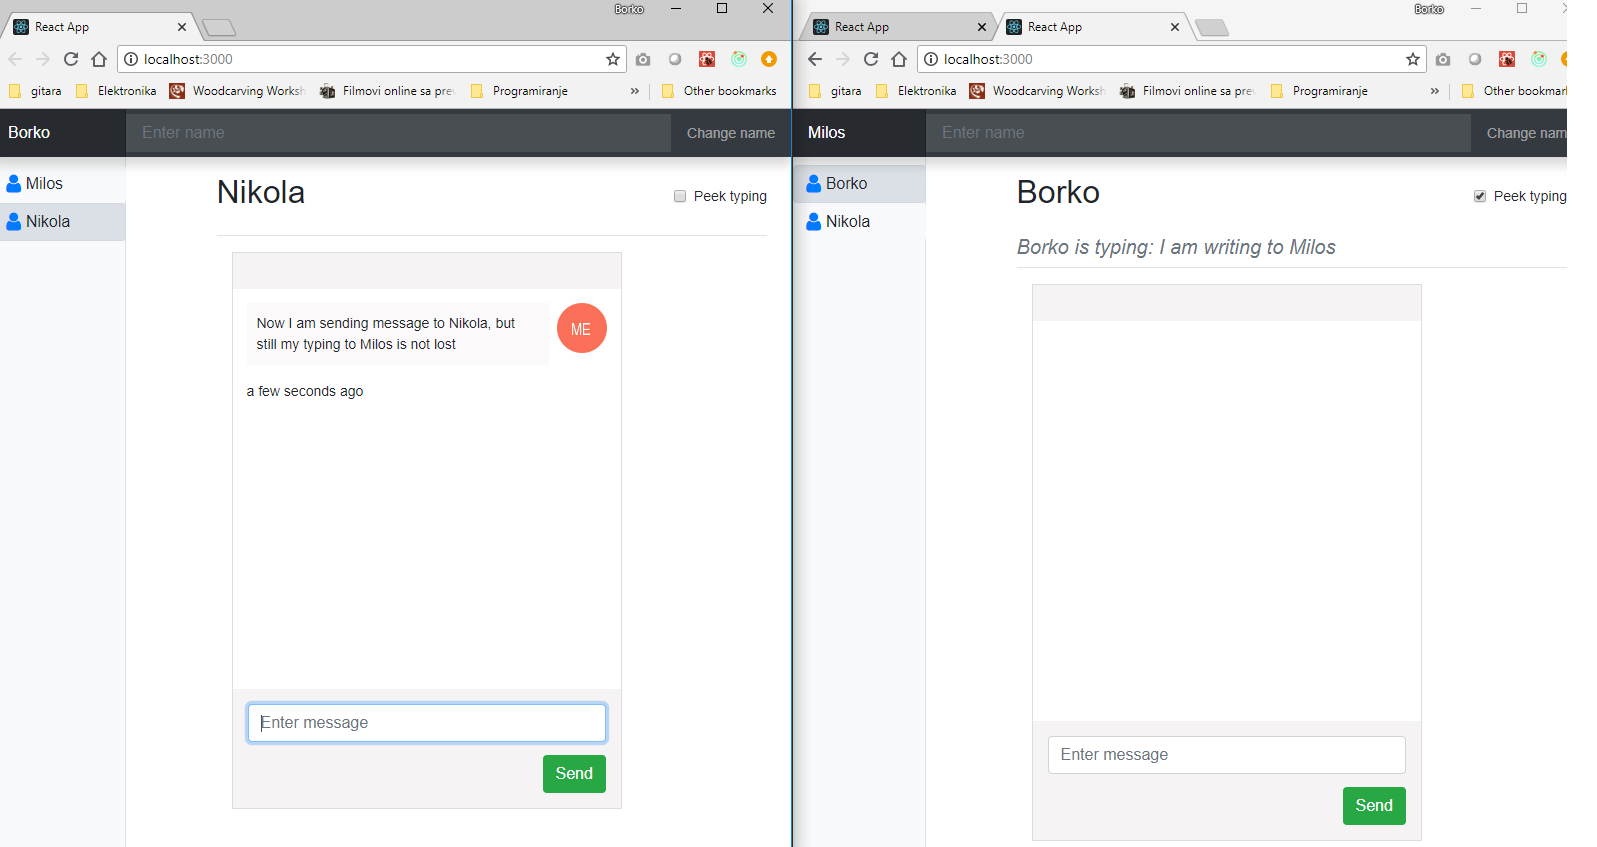 Borko
React App
localhost:3000
gitara Elektronika Woodcarving Worksh Filmovi online sa prev Programiranje » Other bookmarks
Borko Enter name Change name
Milos
Nikola
Nikola
Peek typing
Now I am sending message to Nikola, but
still my typing to Milos is not lost
ME
a few seconds ago
Enter message
Send
Borko
React App React App
localhost:3000
gitara Elektronika Woodcarving Worksh Filmovi online sa prev Programiranje » Other bookmar
Milos Enter name Change nam
Borko
Nikola
Borko
Peek typing
Borko is typing: I am writing to Milos
Enter message
Send